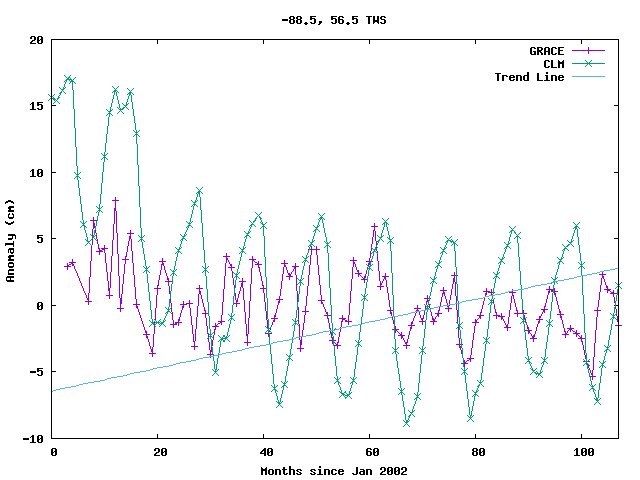 -88.5, 56.5 TWS
20
15
10
5
0
-5
-10
0 20 40 60 80 100
Anomaly (cm)
Months since Jan 2002
GRACE
CLM
Trend Line